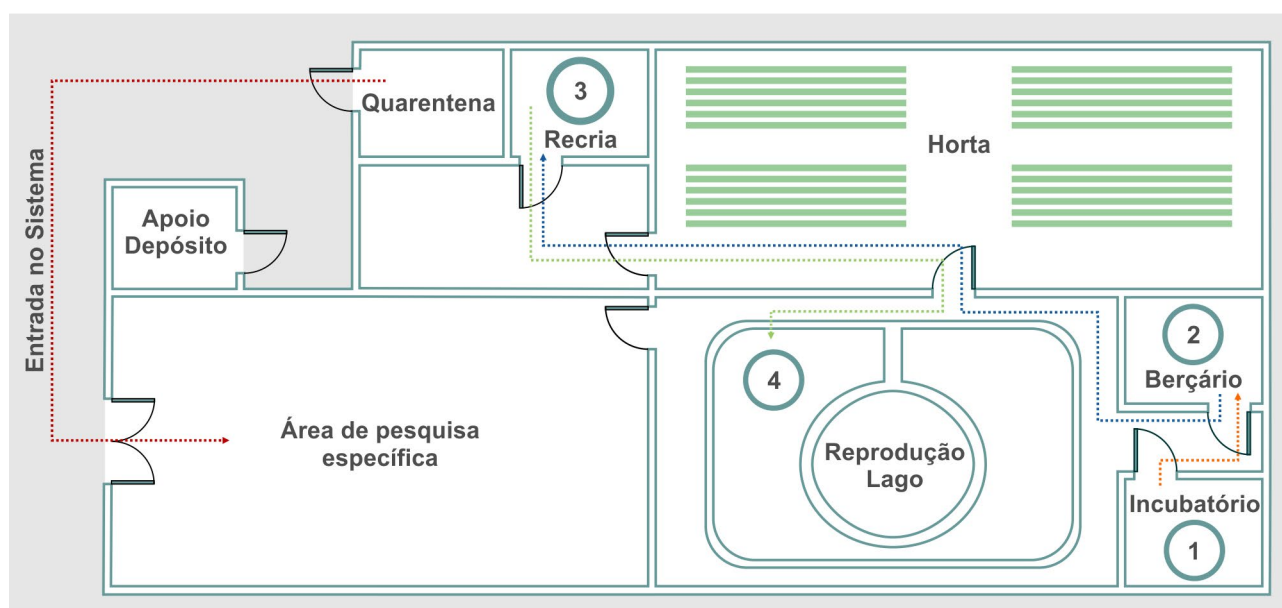 Quarentena
3
Recria
Horta
Entrada no Sistema
Apoio
Depósito
2
Berçário
4
Área de pesquisa
específica
Reprodução
Lago
Incubatório
1